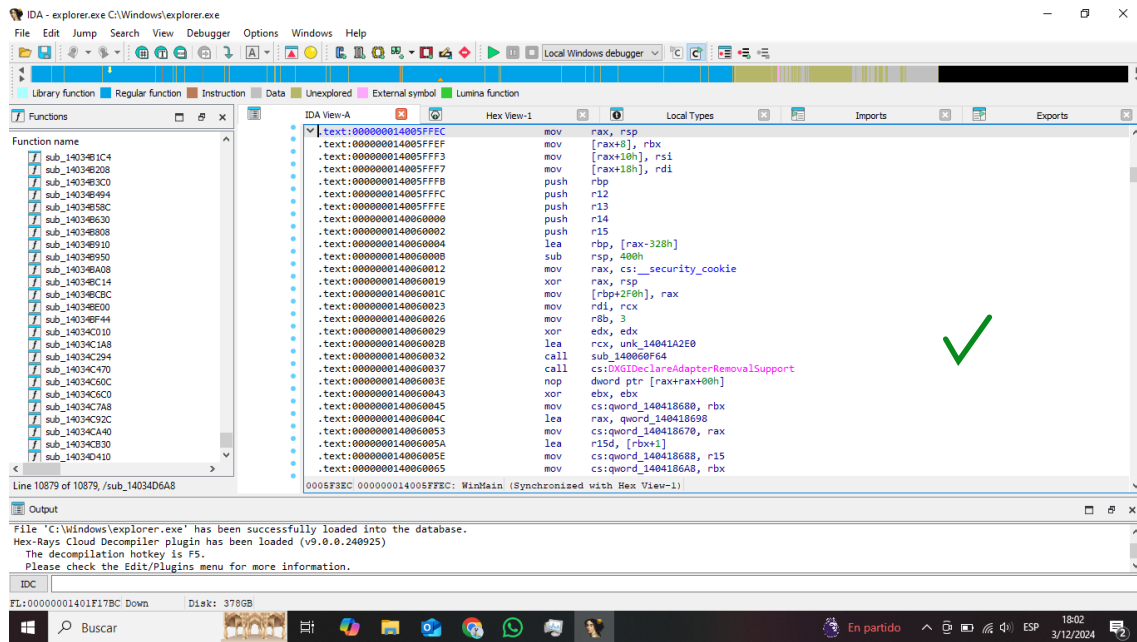 IDA - explorer.exe C:\Windows\explorer.exe
File Edit Jump Search View Debugger Options Windows Help
Local Windows debugger
Library function Regular function Instruction Data Unexplored External symbol Lumina function
Functions
Function name
sub_14034B1C4
sub_14034B208
sub_14034B3C0
sub_14034B494
sub_14034B58C
sub_14034B630
sub_14034B808
sub_14034B910
sub_14034B950
sub_14034BA08
sub_14034BC14
sub_14034BCBC
sub_14034BE00
sub_14034BF44
sub_14034C010
sub_14034C1A8
sub_14034C294
sub_14034C470
sub_14034C60C
sub_14034C6C0
sub_14034C7A8
sub_14034C92C
sub_14034CA40
sub_14034CB30
sub_14034D410
Line 10879 of 10879, /sub_14034D6A8
IDA View-A Hex View-1 Local Types Imports Exports
.text:000000014005FFEC mov rax, rsp
.text:000000014005FFEF mov [rax+8], rbx
.text:000000014005FFF3 mov [rax+10h], rsi
.text:000000014005FFF7 mov [rax+18h], rdi
.text:000000014005FFFB push rbp
.text:000000014005FFFC push r12
.text:000000014005FFFE push r13
.text:0000000140060000 push r14
.text:0000000140060002 push r15
.text:0000000140060004 lea rbp, [rax-328h]
.text:000000014006000B sub rsp, 400h
.text:0000000140060012 mov rax, cs:__security_cookie
.text:0000000140060019 xor rax, rsp
.text:000000014006001C mov [rbp+2F0h], rax
.text:0000000140060023 mov rdi, rcx
.text:0000000140060026 mov r8b, 3
.text:0000000140060029 xor edx, edx
.text:000000014006002B lea rcx, unk_14041A2E0
.text:0000000140060032 call sub_140060F64
.text:0000000140060037 call cs:DXGIDeclareAdapterRemovalSupport
.text:000000014006003E nop dword ptr [rax+rax+00h]
.text:0000000140060043 xor ebx, ebx
.text:0000000140060045 mov cs:qword_140418680, rbx
.text:000000014006004C lea rax, qword_140418698
.text:0000000140060053 mov cs:qword_140418670, rax
.text:000000014006005A lea r15d, [rbx+1]
.text:000000014006005E mov cs:qword_140418688, r15
.text:0000000140060065 mov cs:qword_1404186A8, rbx
0005F3EC 000000014005FFEC: WinMain (Synchronized with Hex View-1)
Output
File 'C:\Windows\explorer.exe' has been successfully loaded into the database.
Hex-Rays Cloud Decompiler plugin has been loaded (v9.0.0.240925)
The decompilation hotkey is F5.
Please check the Edit/Plugins menu for more information.
IDC
FL:00000001401F17BC Down Disk: 378GB
Buscar
En partido
ESP
18:02
3/12/2024
2